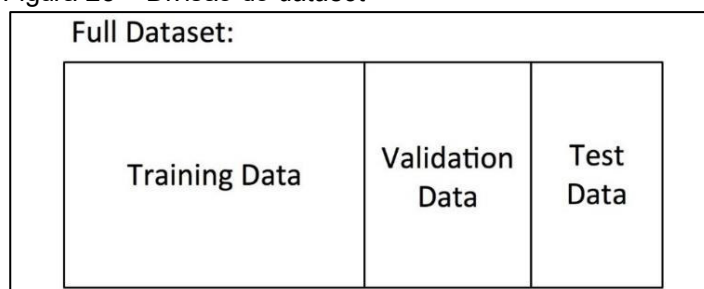 Full Dataset:
Training Data
Validation
Data
Test
Data